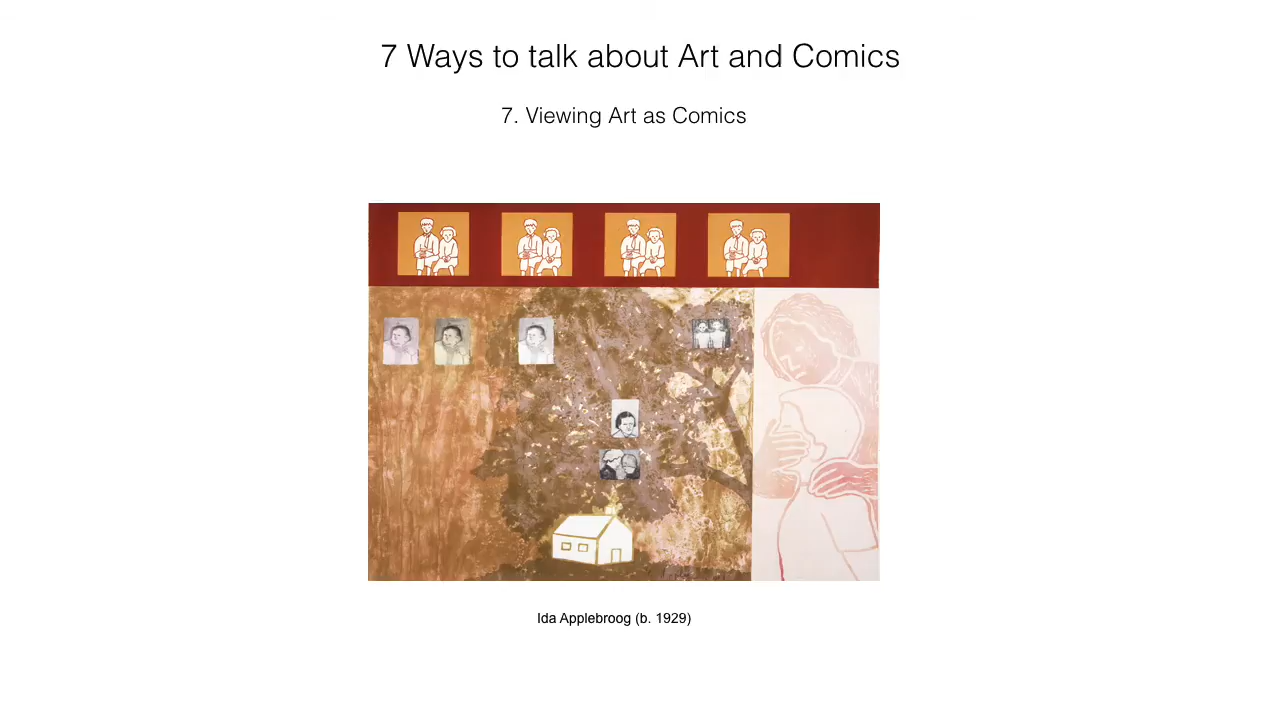 7 Ways to talk about Art and Comics
7. Viewing Art as Comics
Ida Applebroog (b. 1929)